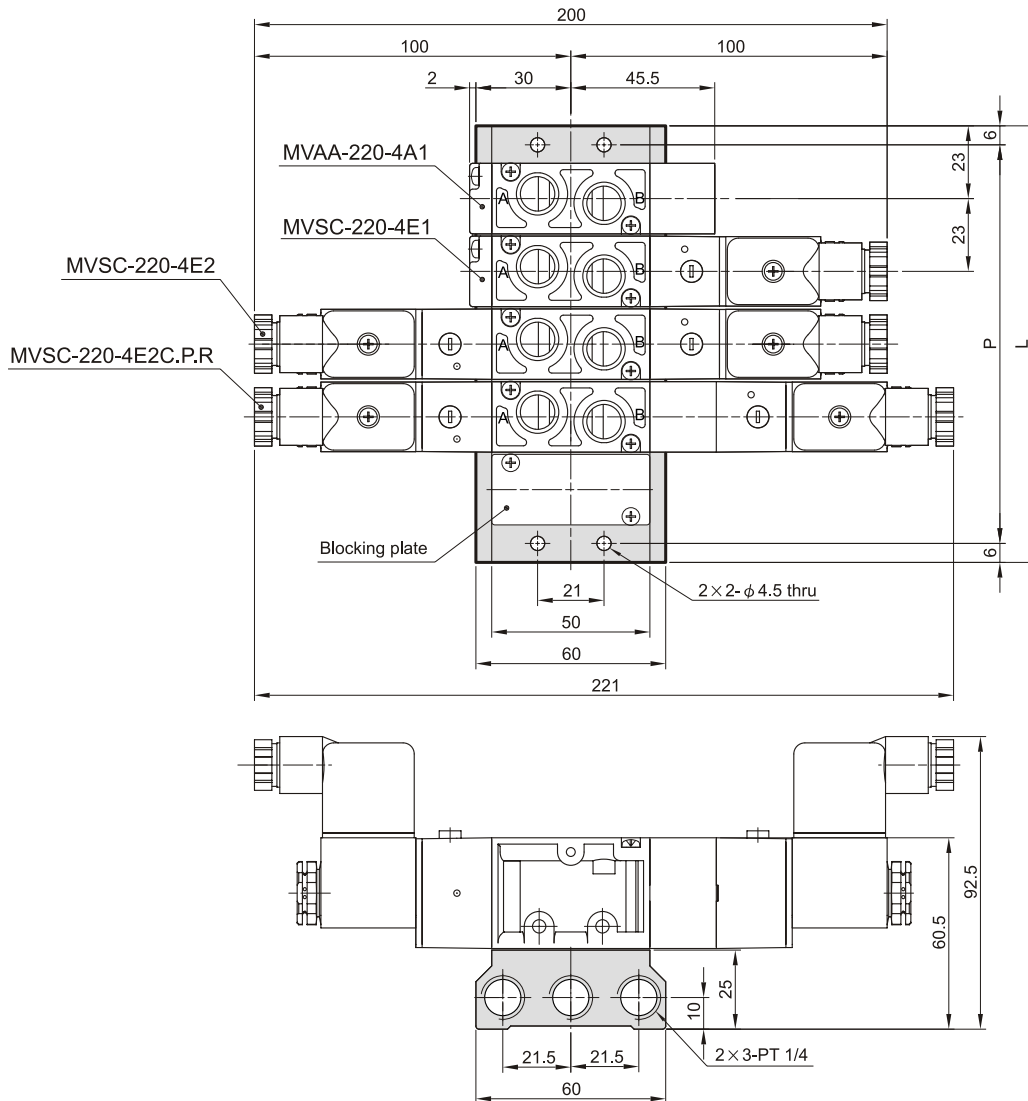 200
100
100
2
30
45.5
MVAA-220-4A1
6
23
A
B
MVSC-220-4E1
23
A
B
MVSC-220-4E2
A
B
P
L
MVSC-220-4E2C.P.R
A
B
Blocking plate
6
21
2×2-ϕ 4.5 thru
50
60
221
92.5
60.5
25
10
21.5
21.5
2×3-PT 1/4
60